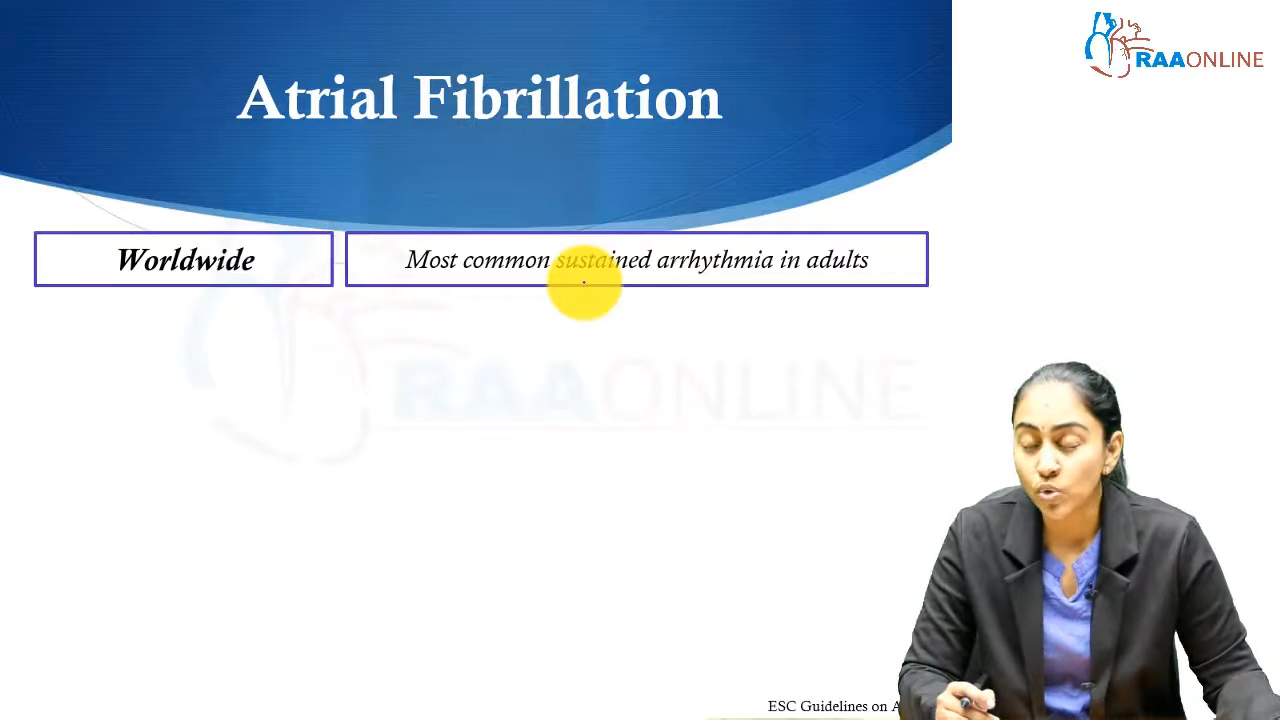 RAAONLINE
Atrial Fibrillation
Worldwide
Most common sustained arrhythmia in adults
RAAONLINE
ESC Guidelines on A